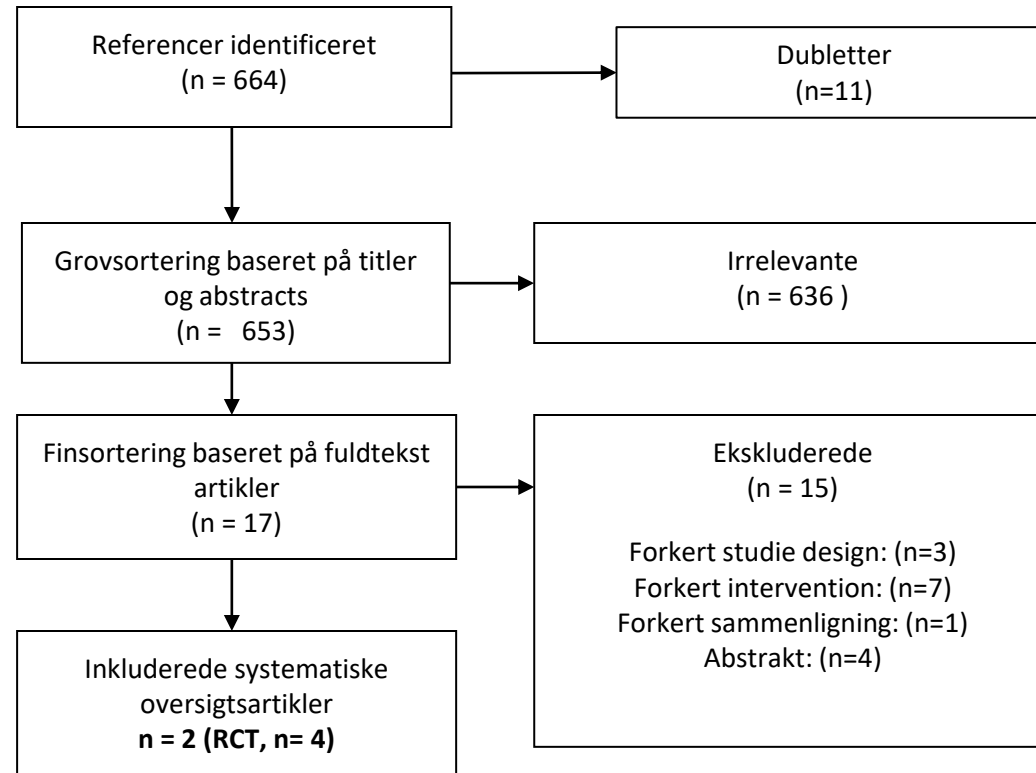 Referencer identificeret
(n = 664)
Dubletter
(n=11)
Grovsortering baseret på titler
og abstracts
(n =   653)
Irrelevante
(n = 636 )
Finsortering baseret på fuldtekst
artikler
(n = 17)
Ekskluderede
(n = 15)
Forkert studie design: (n=3)
Forkert intervention: (n=7)
Forkert sammenligning: (n=1)
Abstrakt: (n=4)
Inkluderede systematiske
oversigtsartikler
n = 2 (RCT, n= 4)